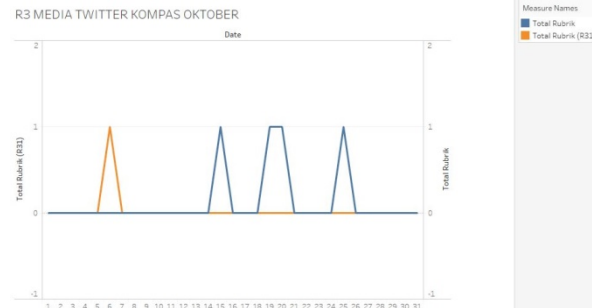 R3 MEDIA TWITTER KOMPAS OKTOBER
Measure Names
Total Rubrik
Total Rubrik (R31
Date
2 2
1 1
0 0
-1 -1
Total Rubrik (R31)
Total Rubrik
1 2 3 4 5 6 7 8 9 10 11 12 13 14 15 16 17 18 19 20 21 22 23 24 25 26 27 28 29 30 31